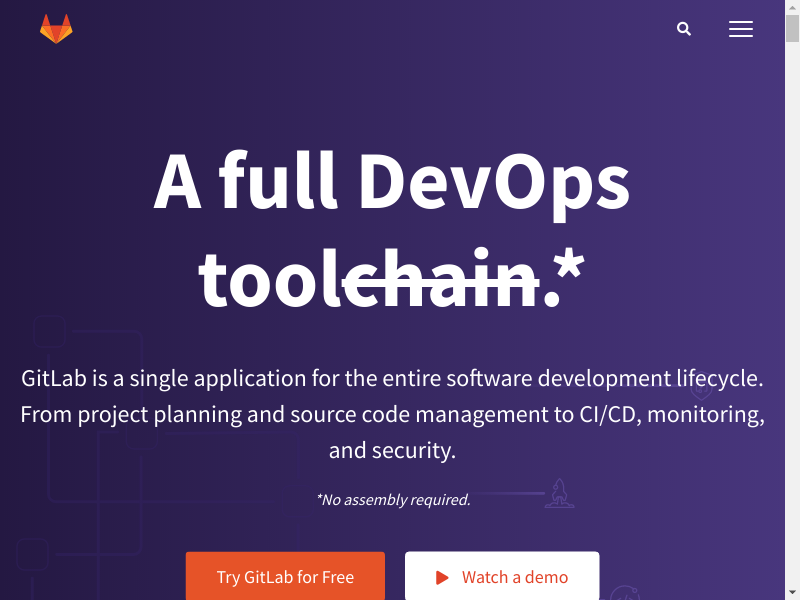 A full DevOps
toolchain.*
GitLab is a single application for the entire software development lifecycle.
From project planning and source code management to CI/CD, monitoring,
and security.
*No assembly required.
Try GitLab for Free
Watch a demo